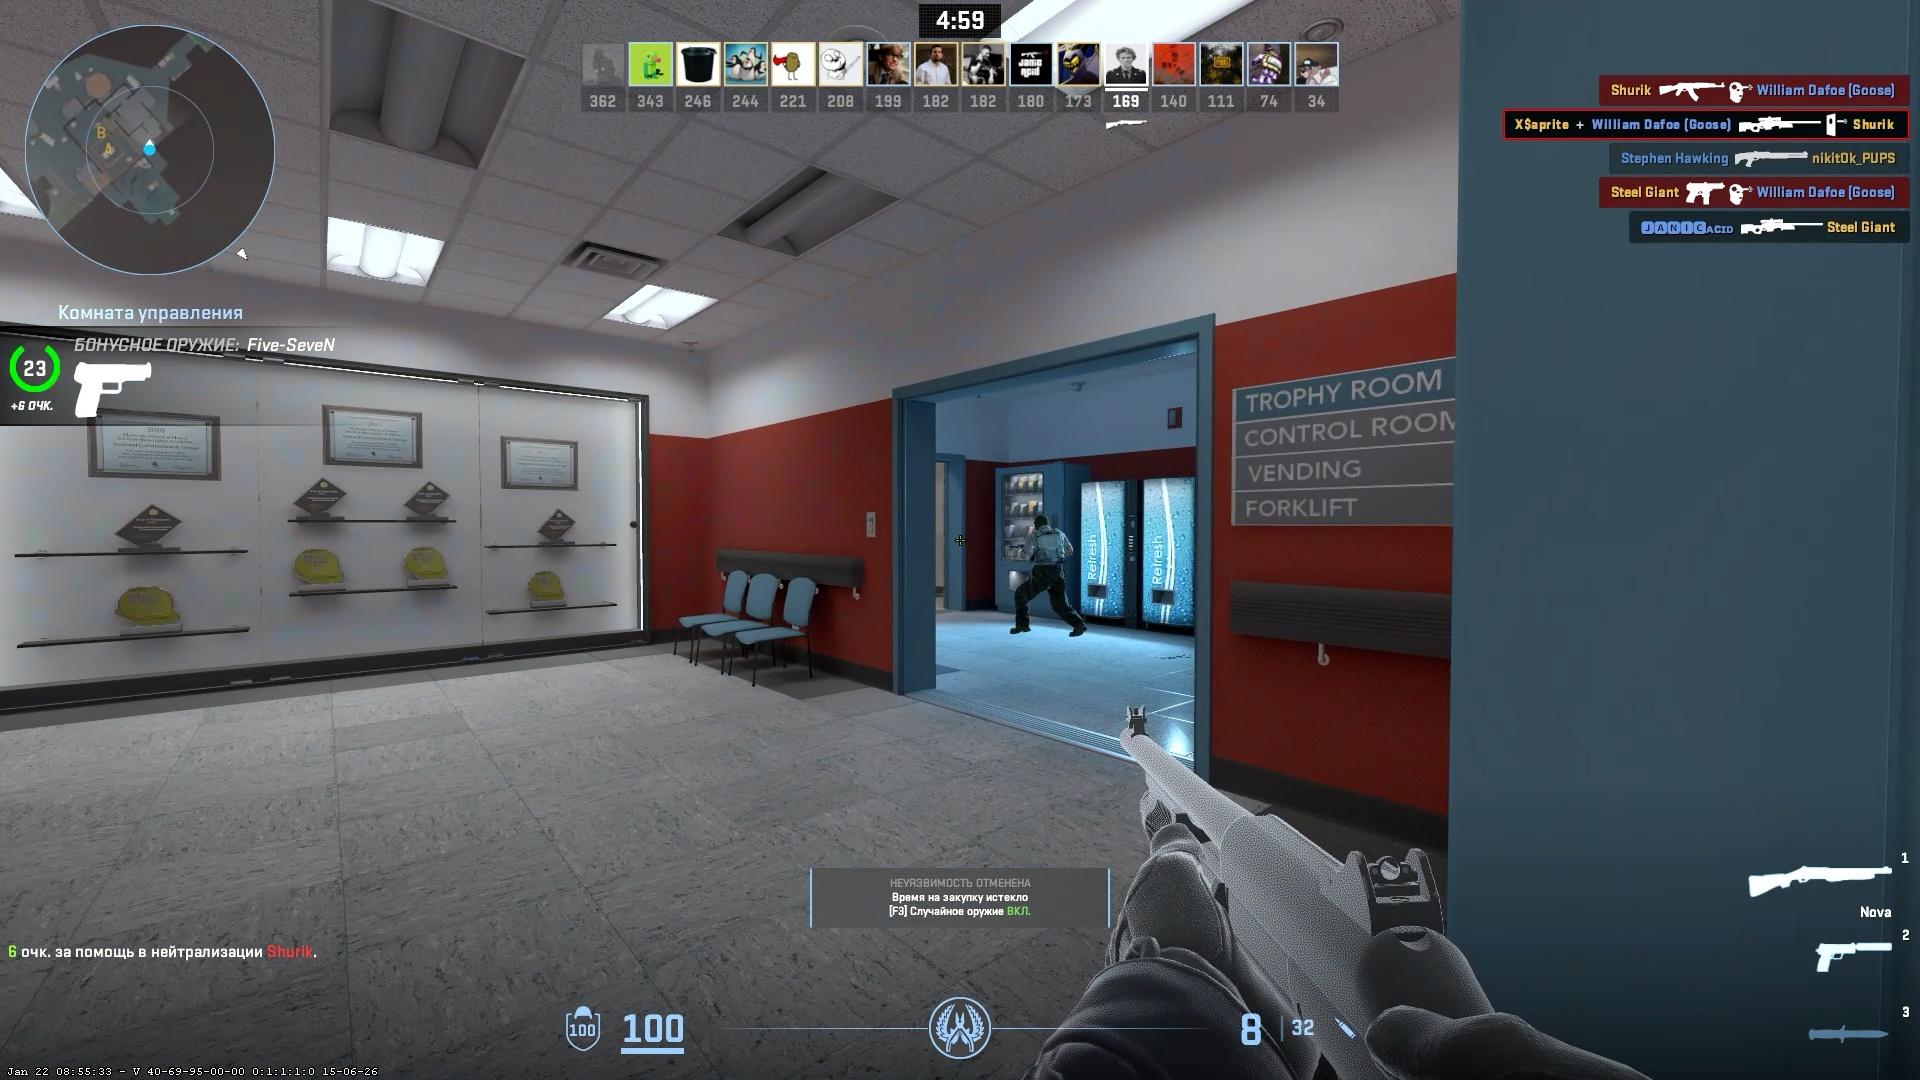 4:59
362 343 246 244 221 208 199 182 182 180 173 169 140 111 74 34
JANIC ACID
Shurik William Dafoe (Goose)
X$aprite + William Dafoe (Goose) Shurik
Stephen Hawking nikitOk_PUPS
Steel Giant William Dafoe (Goose)
JANICACID Steel Giant
B
A
Комната управления
БОНУСНОЕ ОРУЖИЕ: Five-SeveN
23
+6 ОЧК.
2010
TROPHY ROOM
CONTROL ROOM
VENDING
FORKLIFT
Refresh
Refresh
НЕУЯЗВИМОСТЬ ОТМЕНЕНА
Время на закупку истекло
[F3] Случайное оружие ВКЛ.
1
Nova
2
3
6 очк. за помощь в нейтрализации Shurik.
100 100
8 32
Jan 22 08:55:33 - V 40-69-95-00-00 0:1:1:1:0 15-06-26